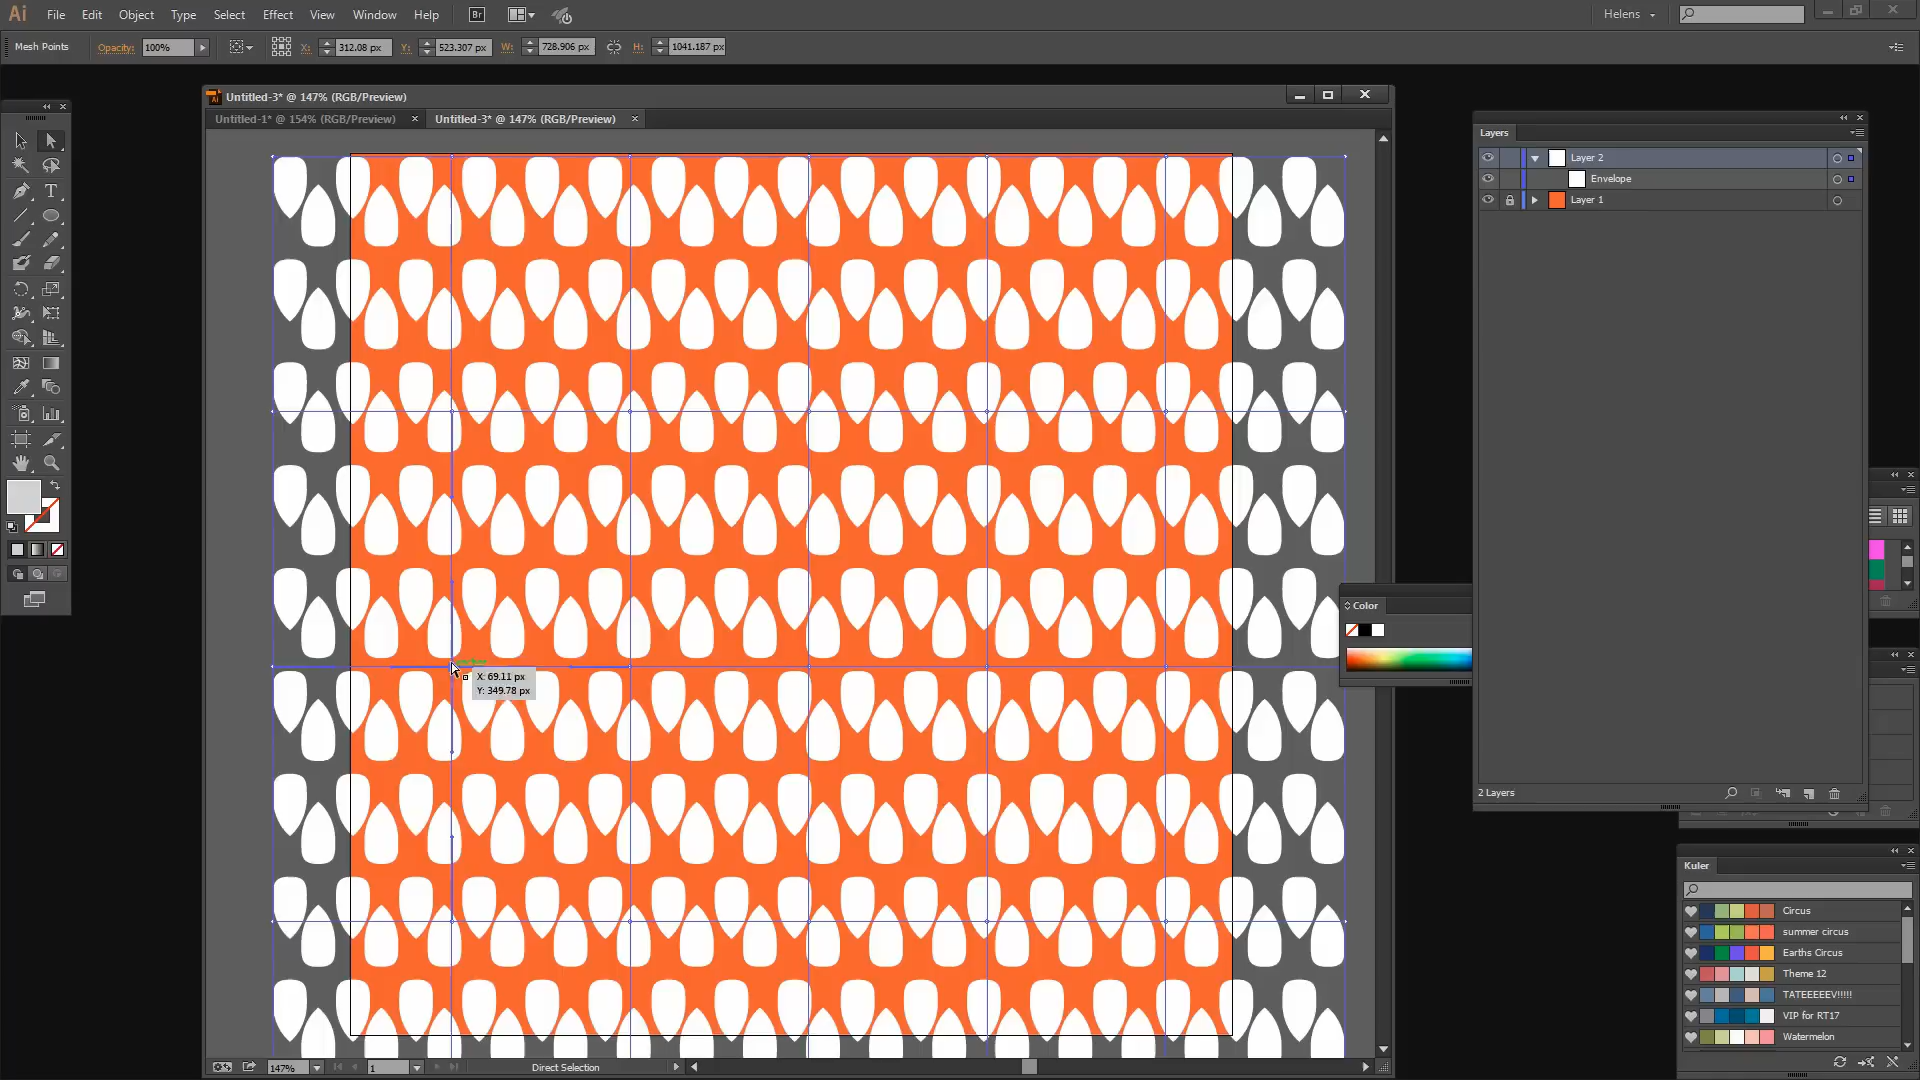 Ai File Edit Object Type Select Effect View Window Help Br Helens
Mesh Points Opacity: 100% X: 312.08 px Y: 523.307 px W: 728.906 px H: 1041.187 px
Untitled-3* @ 147% (RGB/Preview)
Untitled-1* @ 154% (RGB/Preview) × Untitled-3* @ 147% (RGB/Preview) ×
Layers
Layer 2
Envelope
Layer 1
Color
X: 69.11 px
Y: 349.78 px
2 Layers
Kuler
Circus
summer circus
Earths Circus
Theme 12
TATEEEEEV!!!!!
VIP for RT17
Watermelon
147% 1 Direct Selection